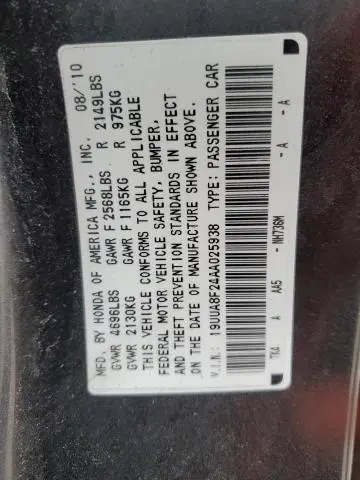 MFD. BY HONDA OF AMERICA MFG., INC. 08/'10
GVWR 4696LBS GAWR F 2568LBS R 2149LBS
GVWR 2130KG GAWR F 1165KG R 975KG
THIS VEHICLE CONFORMS TO ALL APPLICABLE
FEDERAL MOTOR VEHICLE SAFETY, BUMPER,
AND THEFT PREVENTION STANDARDS IN EFFECT
ON THE DATE OF MANUFACTURE SHOWN ABOVE.
V.I.N.: 19UUA8F24AA025938 TYPE: PASSENGER CAR
TK4 A AA5 - NH736M - A - A